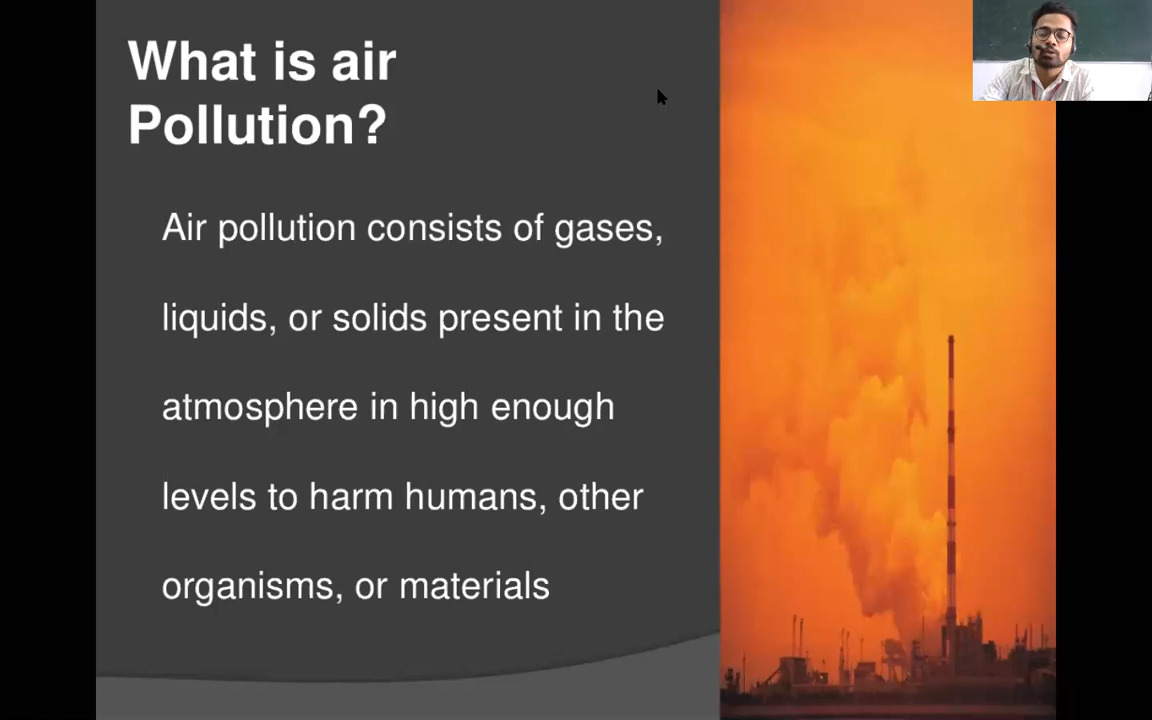 What is air
Pollution?
Air pollution consists of gases,
liquids, or solids present in the
atmosphere in high enough
levels to harm humans, other
organisms, or materials